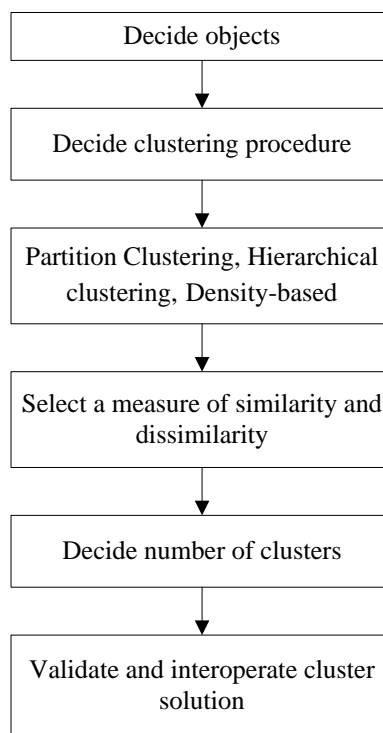 Decide objects
Decide clustering procedure
Partition Clustering, Hierarchical
clustering, Density-based
Select a measure of similarity and
dissimilarity
Decide number of clusters
Validate and interoperate cluster
solution